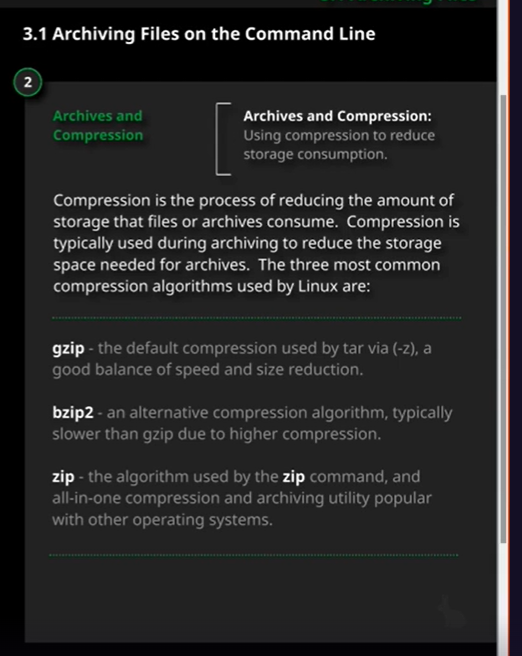 3.1 Archiving Files on the Command Line
2
Archives and
Compression
Archives and Compression:
Using compression to reduce
storage consumption.
Compression is the process of reducing the amount of
storage that files or archives consume. Compression is
typically used during archiving to reduce the storage
space needed for archives. The three most common
compression algorithms used by Linux are:
gzip - the default compression used by tar via (-z), a
good balance of speed and size reduction.
bzip2 - an alternative compression algorithm, typically
slower than gzip due to higher compression.
zip - the algorithm used by the zip command, and
all-in-one compression and archiving utility popular
with other operating systems.